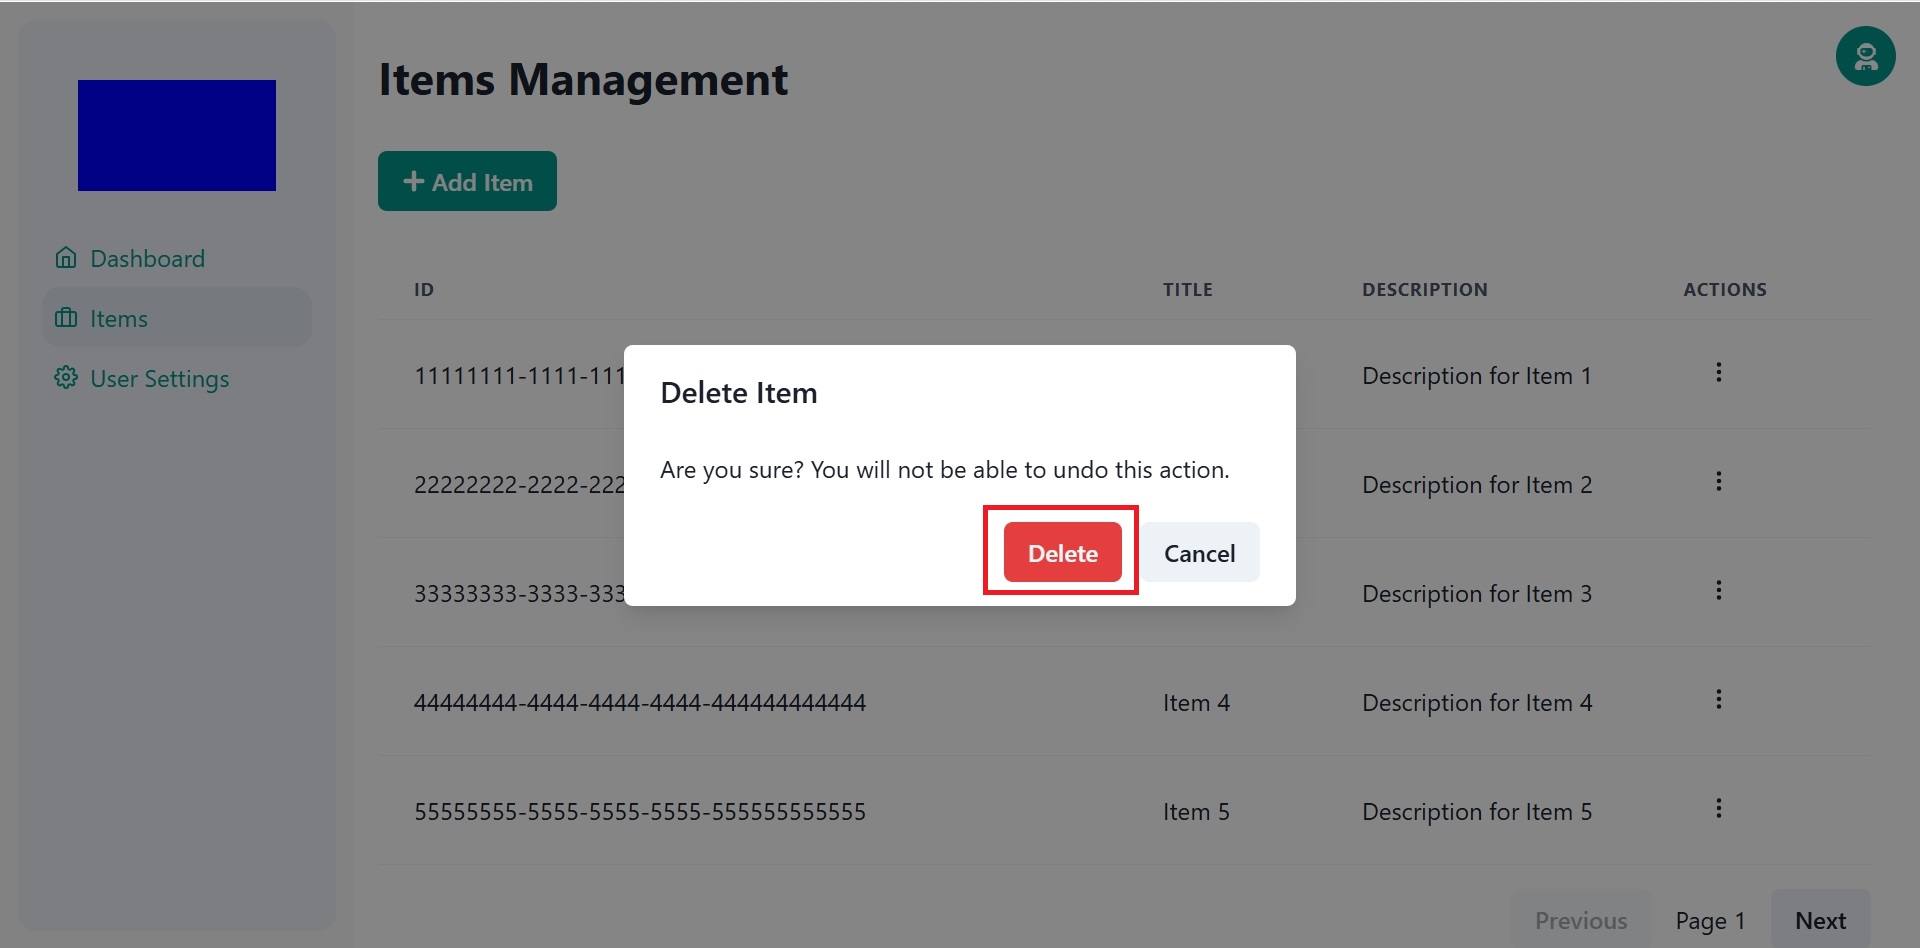 Items Management
+ Add Item
Dashboard
Items
User Settings
ID TITLE DESCRIPTION ACTIONS
11111111-1111-111 Description for Item 1
22222222-2222-222 Description for Item 2
33333333-3333-333 Description for Item 3
44444444-4444-4444-4444-444444444444 Item 4 Description for Item 4
55555555-5555-5555-5555-555555555555 Item 5 Description for Item 5
Delete Item
Are you sure? You will not be able to undo this action.
Delete Cancel
Previous Page 1 Next